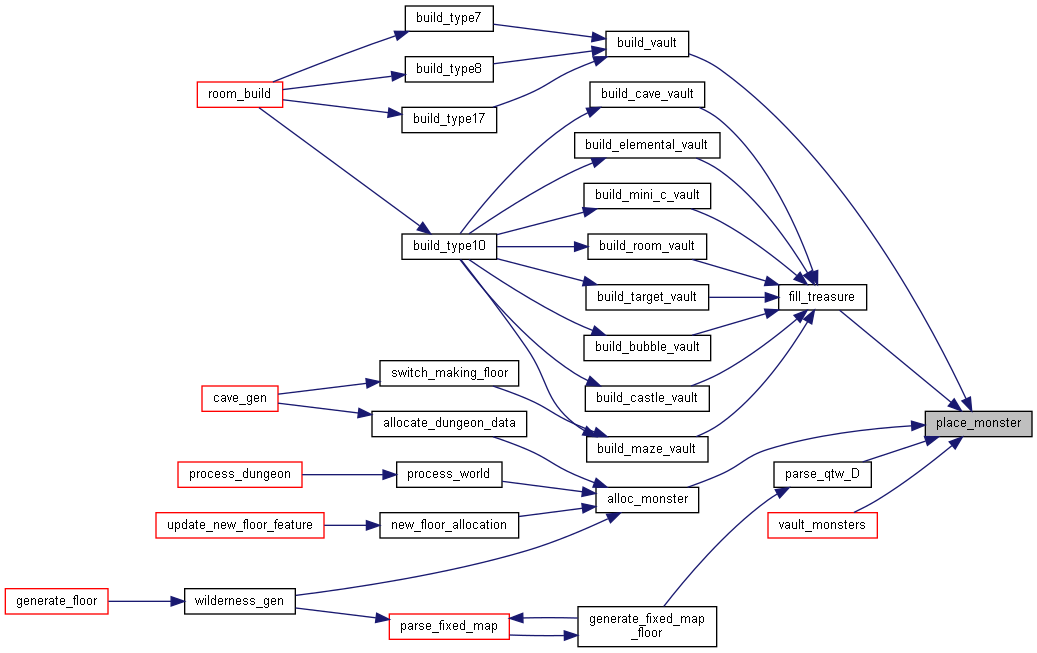 build_type7
build_vault
build_type8
room_build
build_cave_vault
build_type17
build_elemental_vault
build_mini_c_vault
build_type10
build_room_vault
build_target_vault
fill_treasure
build_bubble_vault
switch_making_floor
cave_gen
build_castle_vault
allocate_dungeon_data
place_monster
build_maze_vault
process_dungeon
process_world
parse_qtw_D
alloc_monster
update_new_floor_feature
new_floor_allocation
vault_monsters
generate_floor
wilderness_gen
parse_fixed_map
generate_fixed_map
_floor